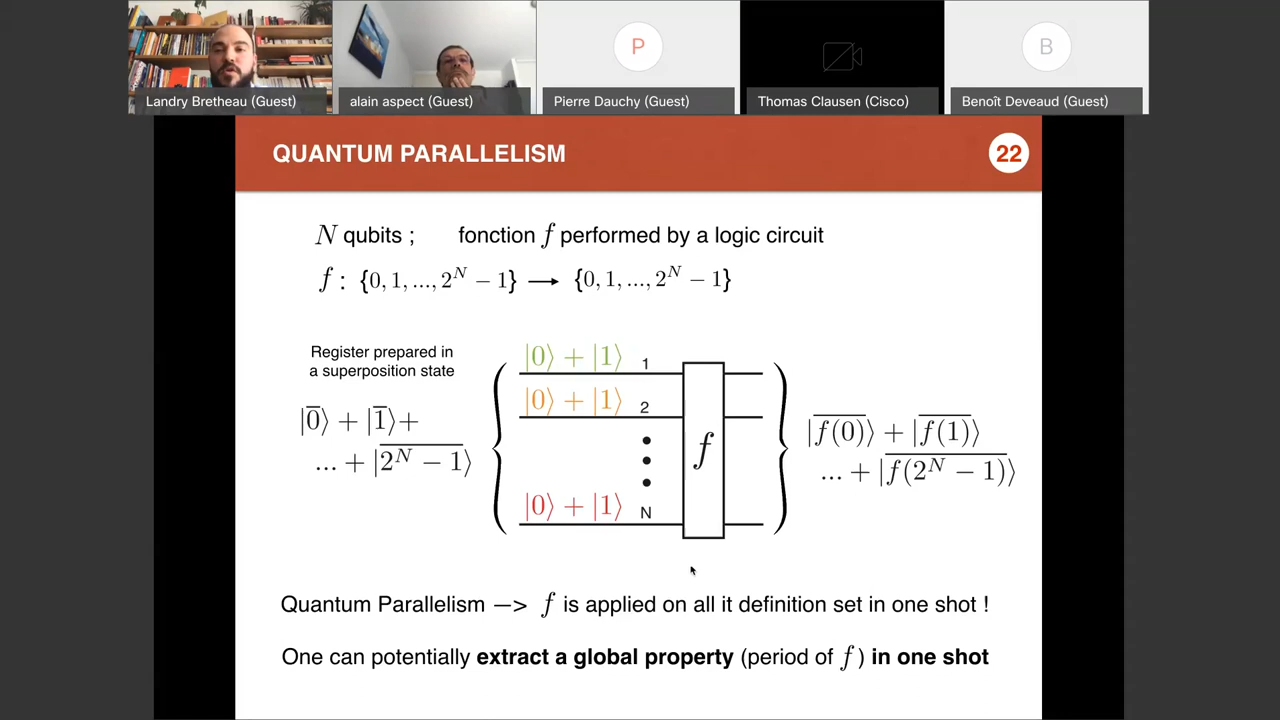 P
B
Landry Bretheau (Guest)
alain aspect (Guest)
Pierre Dauchy (Guest)
Thomas Clausen (Cisco)
Benoît Deveaud (Guest)
QUANTUM PARALLELISM
22
N qubits ; fonction f performed by a logic circuit
f : {0, 1, ..., 2^N − 1} → {0, 1, ..., 2^N − 1}
Register prepared in
a superposition state
|0̅⟩ + |1̅⟩+
... + |\overline{2^N − 1}⟩
|0⟩ + |1⟩ 1
|0⟩ + |1⟩ 2
|0⟩ + |1⟩ N
f
|\overline{f(0)}⟩ + |\overline{f(1)}⟩
... + |\overline{f(2^N − 1)}⟩
Quantum Parallelism —> f is applied on all it definition set in one shot !
One can potentially extract a global property (period of f ) in one shot